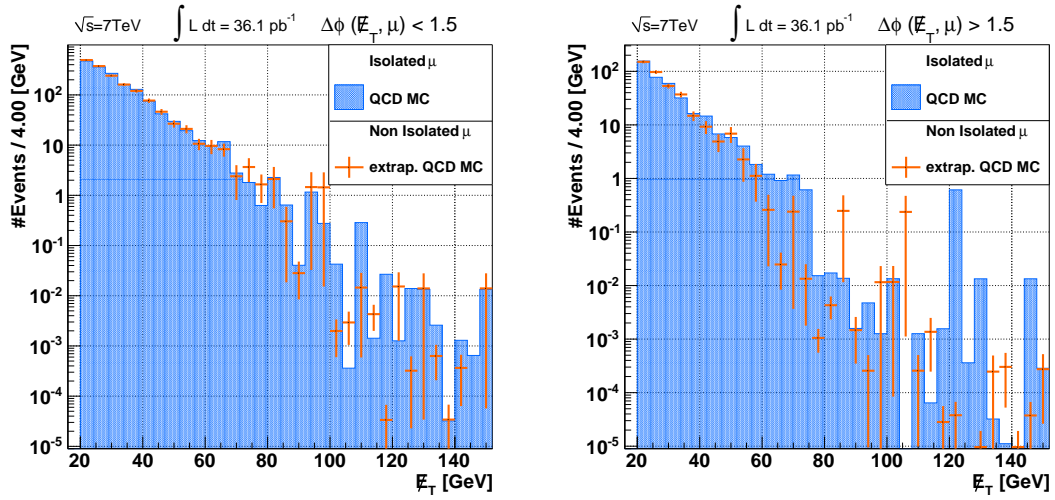 √s=7TeV ∫ L dt = 36.1 pb⁻¹ Δϕ (E̸_T, μ) < 1.5
#Events / 4.00 [GeV]
Isolated μ
QCD MC
Non Isolated μ
extrap. QCD MC
10²
10
1
10⁻¹
10⁻²
10⁻³
10⁻⁴
10⁻⁵
20 40 60 80 100 120 140
E̸_T [GeV]
√s=7TeV ∫ L dt = 36.1 pb⁻¹ Δϕ (E̸_T, μ) > 1.5
#Events / 4.00 [GeV]
Isolated μ
QCD MC
Non Isolated μ
extrap. QCD MC
10²
10
1
10⁻¹
10⁻²
10⁻³
10⁻⁴
10⁻⁵
20 40 60 80 100 120 140
E̸_T [GeV]